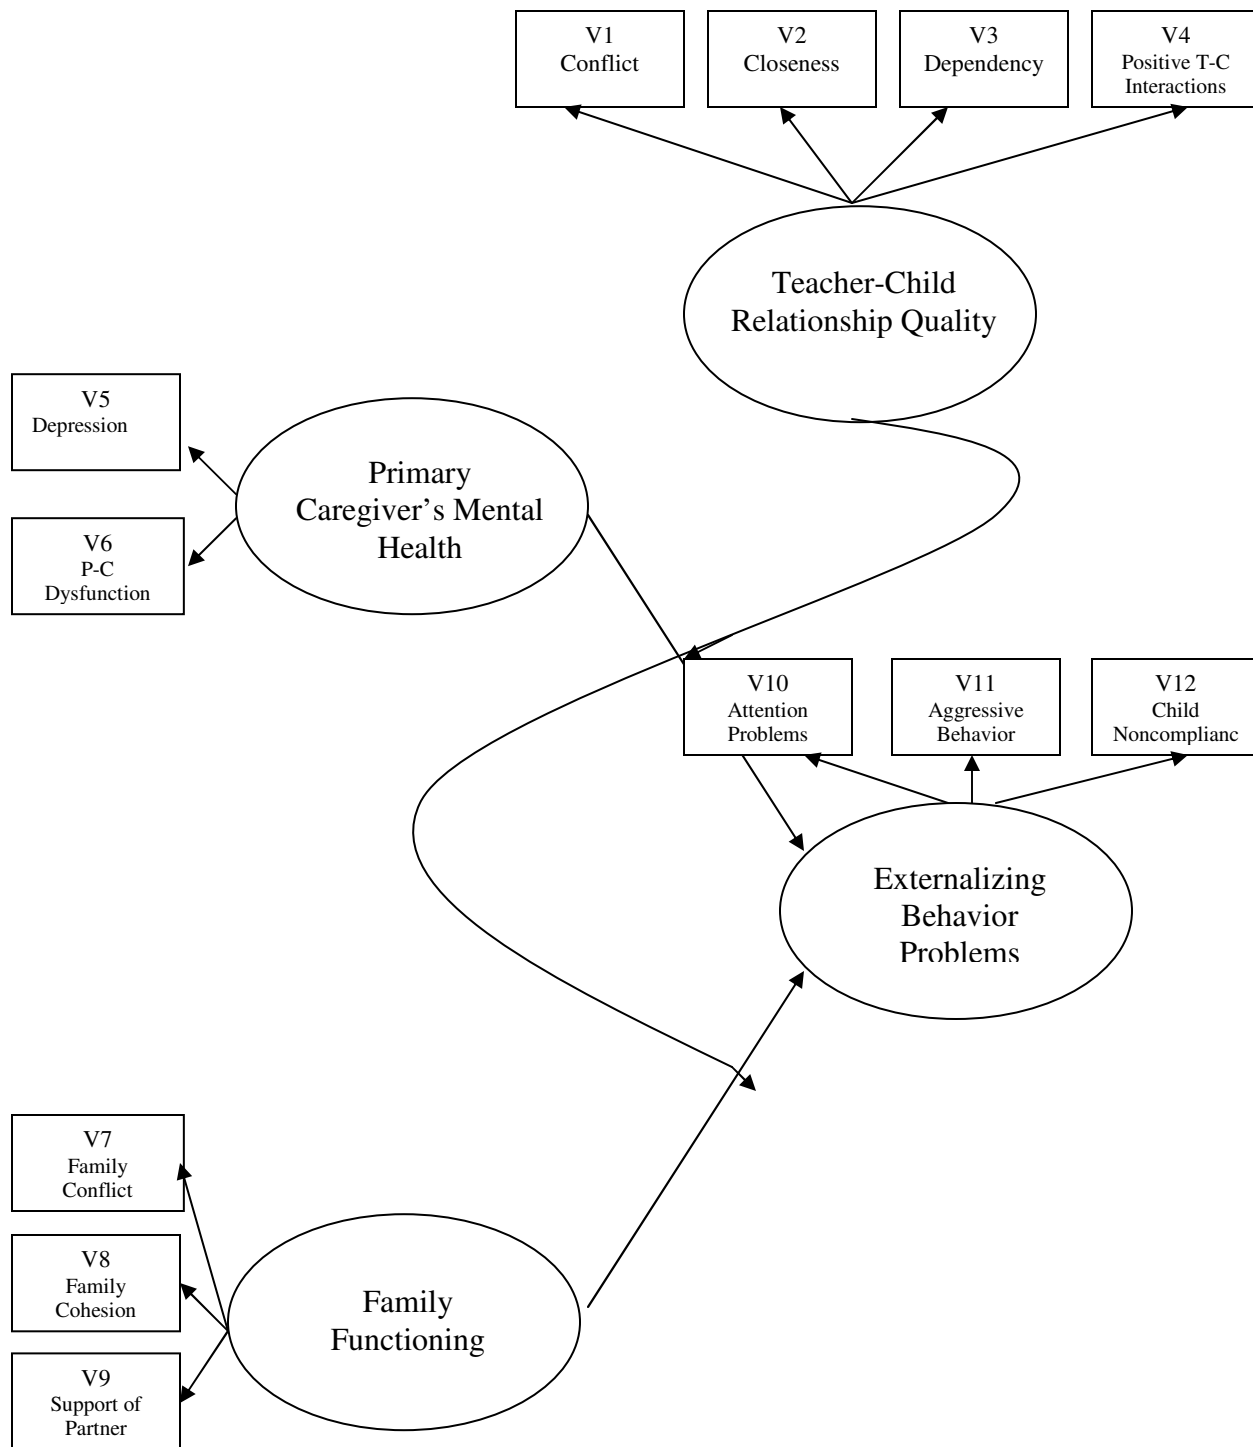 V1
Conflict
V2
Closeness
V3
Dependency
V4
Positive T-C
Interactions
Teacher-Child
Relationship Quality
V5
Depression
Primary
Caregiver’s Mental
Health
V6
P-C
Dysfunction
V10
Attention
Problems
V11
Aggressive
Behavior
V12
Child
Noncomplianc
Externalizing
Behavior
Problems
V7
Family
Conflict
V8
Family
Cohesion
Family
Functioning
V9
Support of
Partner